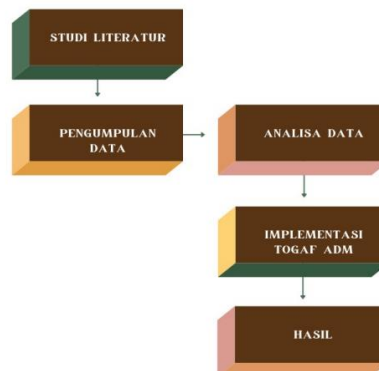 STUDI LITERATUR
PENGUMPULAN
DATA
ANALISA DATA
IMPLEMENTASI
TOGAF ADM
HASIL